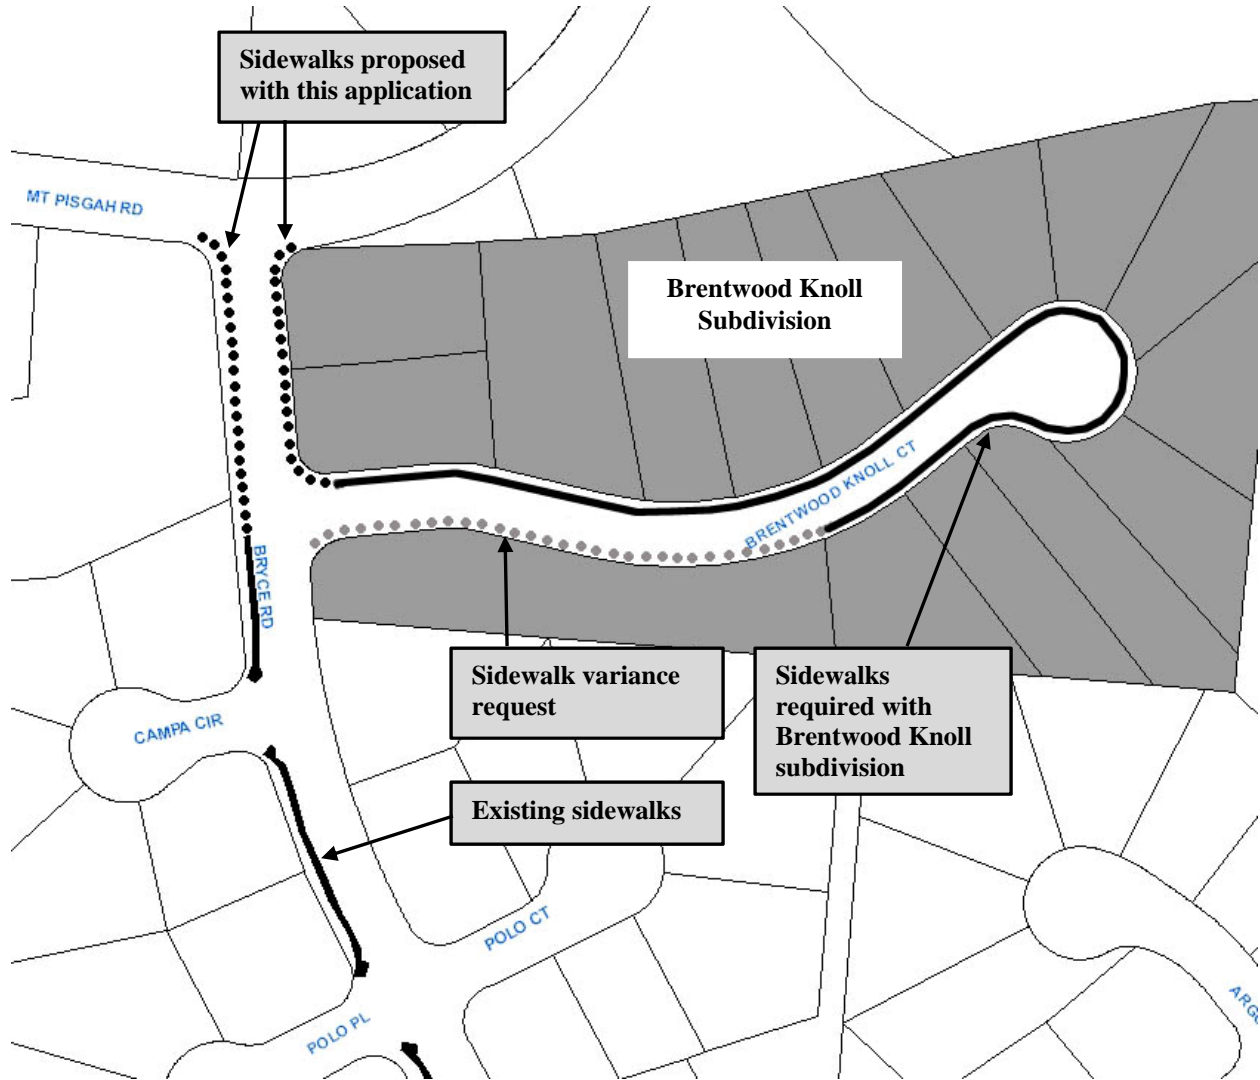 Sidewalks proposed
with this application
MT PISGAH RD
Brentwood Knoll
Subdivision
BRENTWOOD KNOLL CT
BRYCE RD
Sidewalk variance
request
Sidewalks
required with
Brentwood Knoll
subdivision
CAMPA CIR
Existing sidewalks
POLO CT
POLO PL